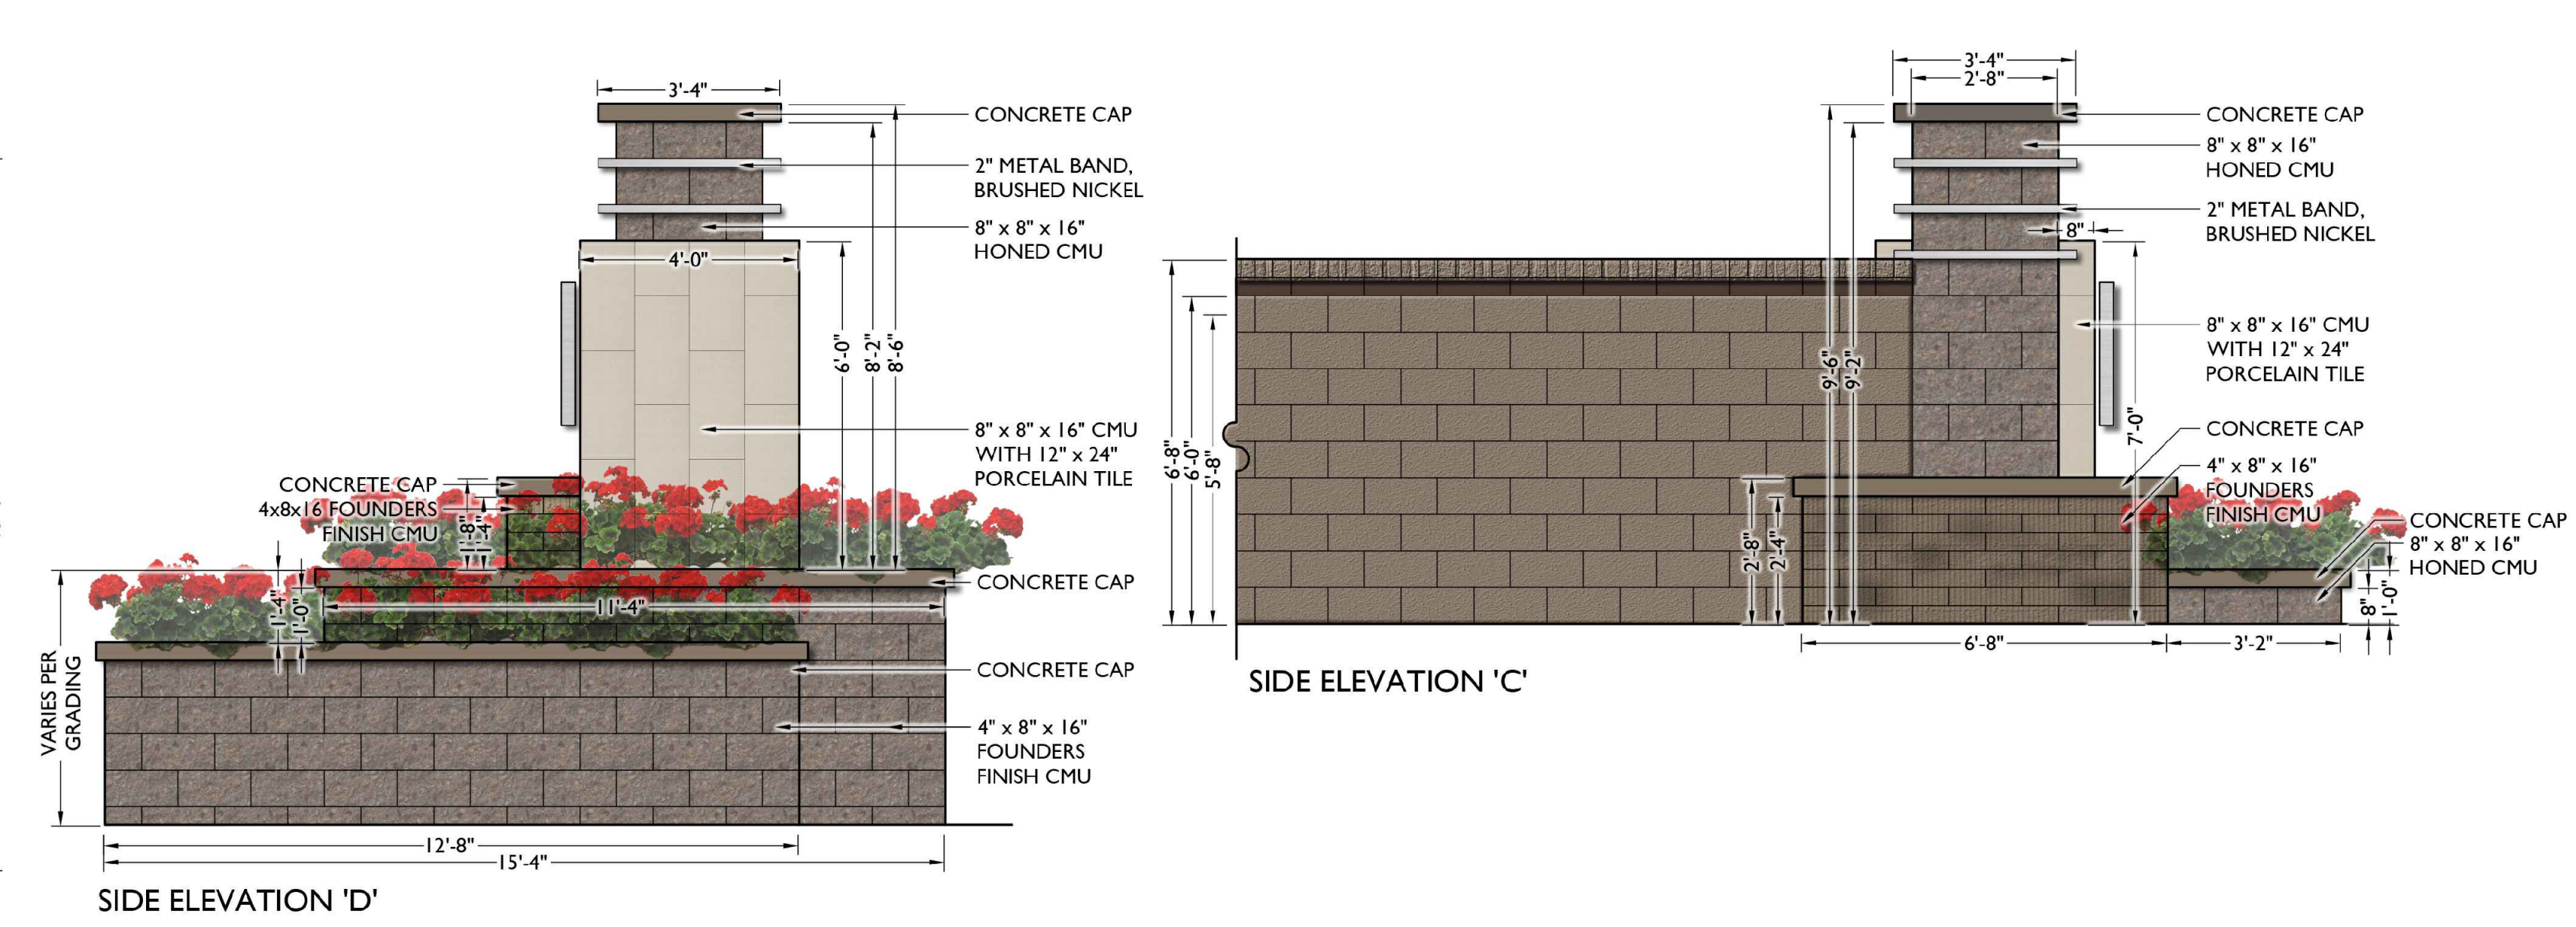 3'-4"
CONCRETE CAP
2" METAL BAND,
BRUSHED NICKEL
8" x 8" x 16"
HONED CMU
4'-0"
6'-0"
8'-2"
8'-6"
8" x 8" x 16" CMU
WITH 12" x 24"
PORCELAIN TILE
CONCRETE CAP
4x8x16 FOUNDERS
FINISH CMU
1'-8"
1'-4"
CONCRETE CAP
1'-4"
1'-0"
11'-4"
VARIES PER
GRADING
CONCRETE CAP
4" x 8" x 16"
FOUNDERS
FINISH CMU
12'-8"
15'-4"
SIDE ELEVATION 'D'
3'-4"
2'-8"
CONCRETE CAP
8" x 8" x 16"
HONED CMU
2" METAL BAND,
BRUSHED NICKEL
8"
9'-6"
9'-2"
8" x 8" x 16" CMU
WITH 12" x 24"
PORCELAIN TILE
7'-0"
6'-8"
6'-0"
5'-8"
CONCRETE CAP
4" x 8" x 16"
FOUNDERS
FINISH CMU
2'-8"
2'-4"
CONCRETE CAP
8" x 8" x 16"
HONED CMU
8"
1'-0"
6'-8"
3'-2"
SIDE ELEVATION 'C'